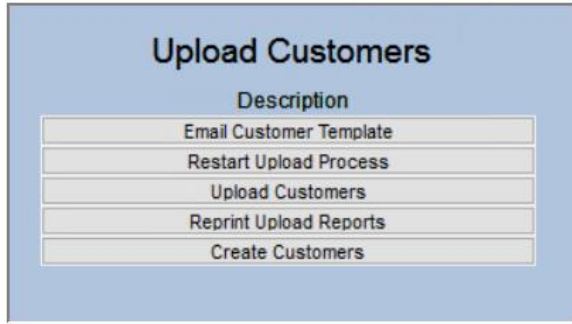 Upload Customers
Description
Email Customer Template
Restart Upload Process
Upload Customers
Reprint Upload Reports
Create Customers